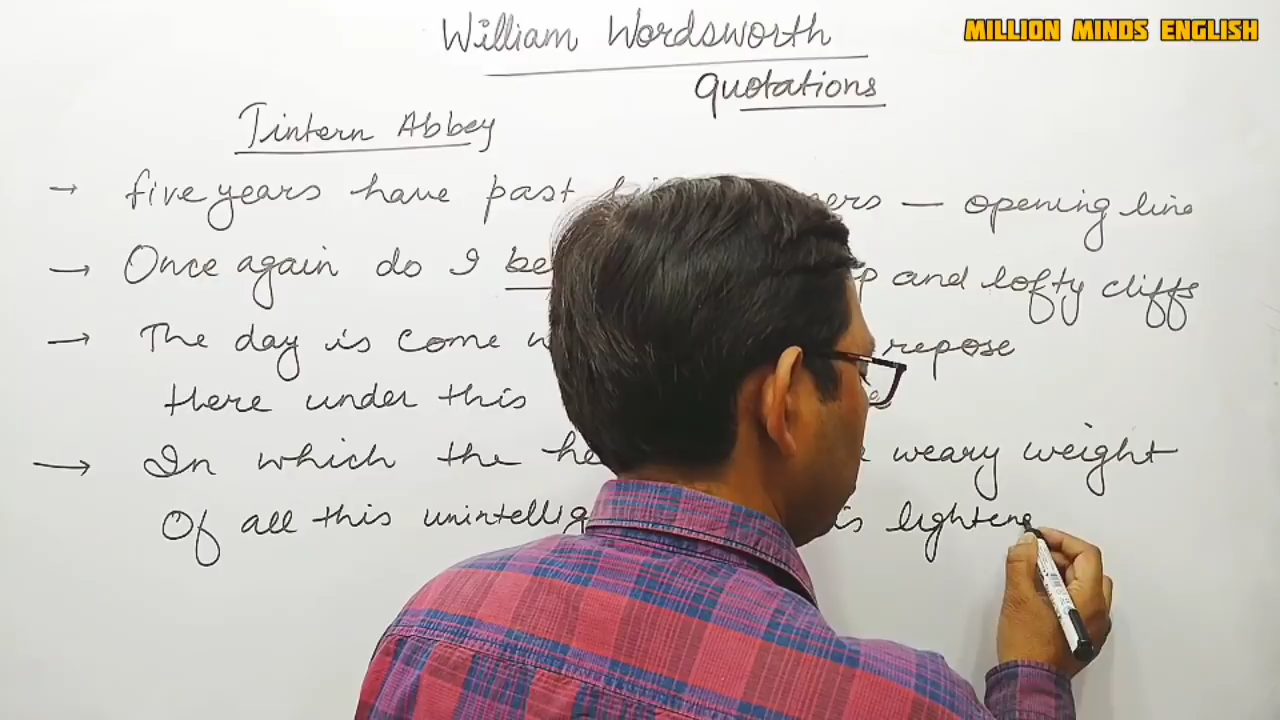 William Wordsworth
MILLION MINDS ENGLISH
Quotations
Tintern Abbey
→ five years have past — opening line
→ Once again do I and lofty cliffs
→ The day is come repose
there under this
→ In which the weary weight
Of all this is lightene